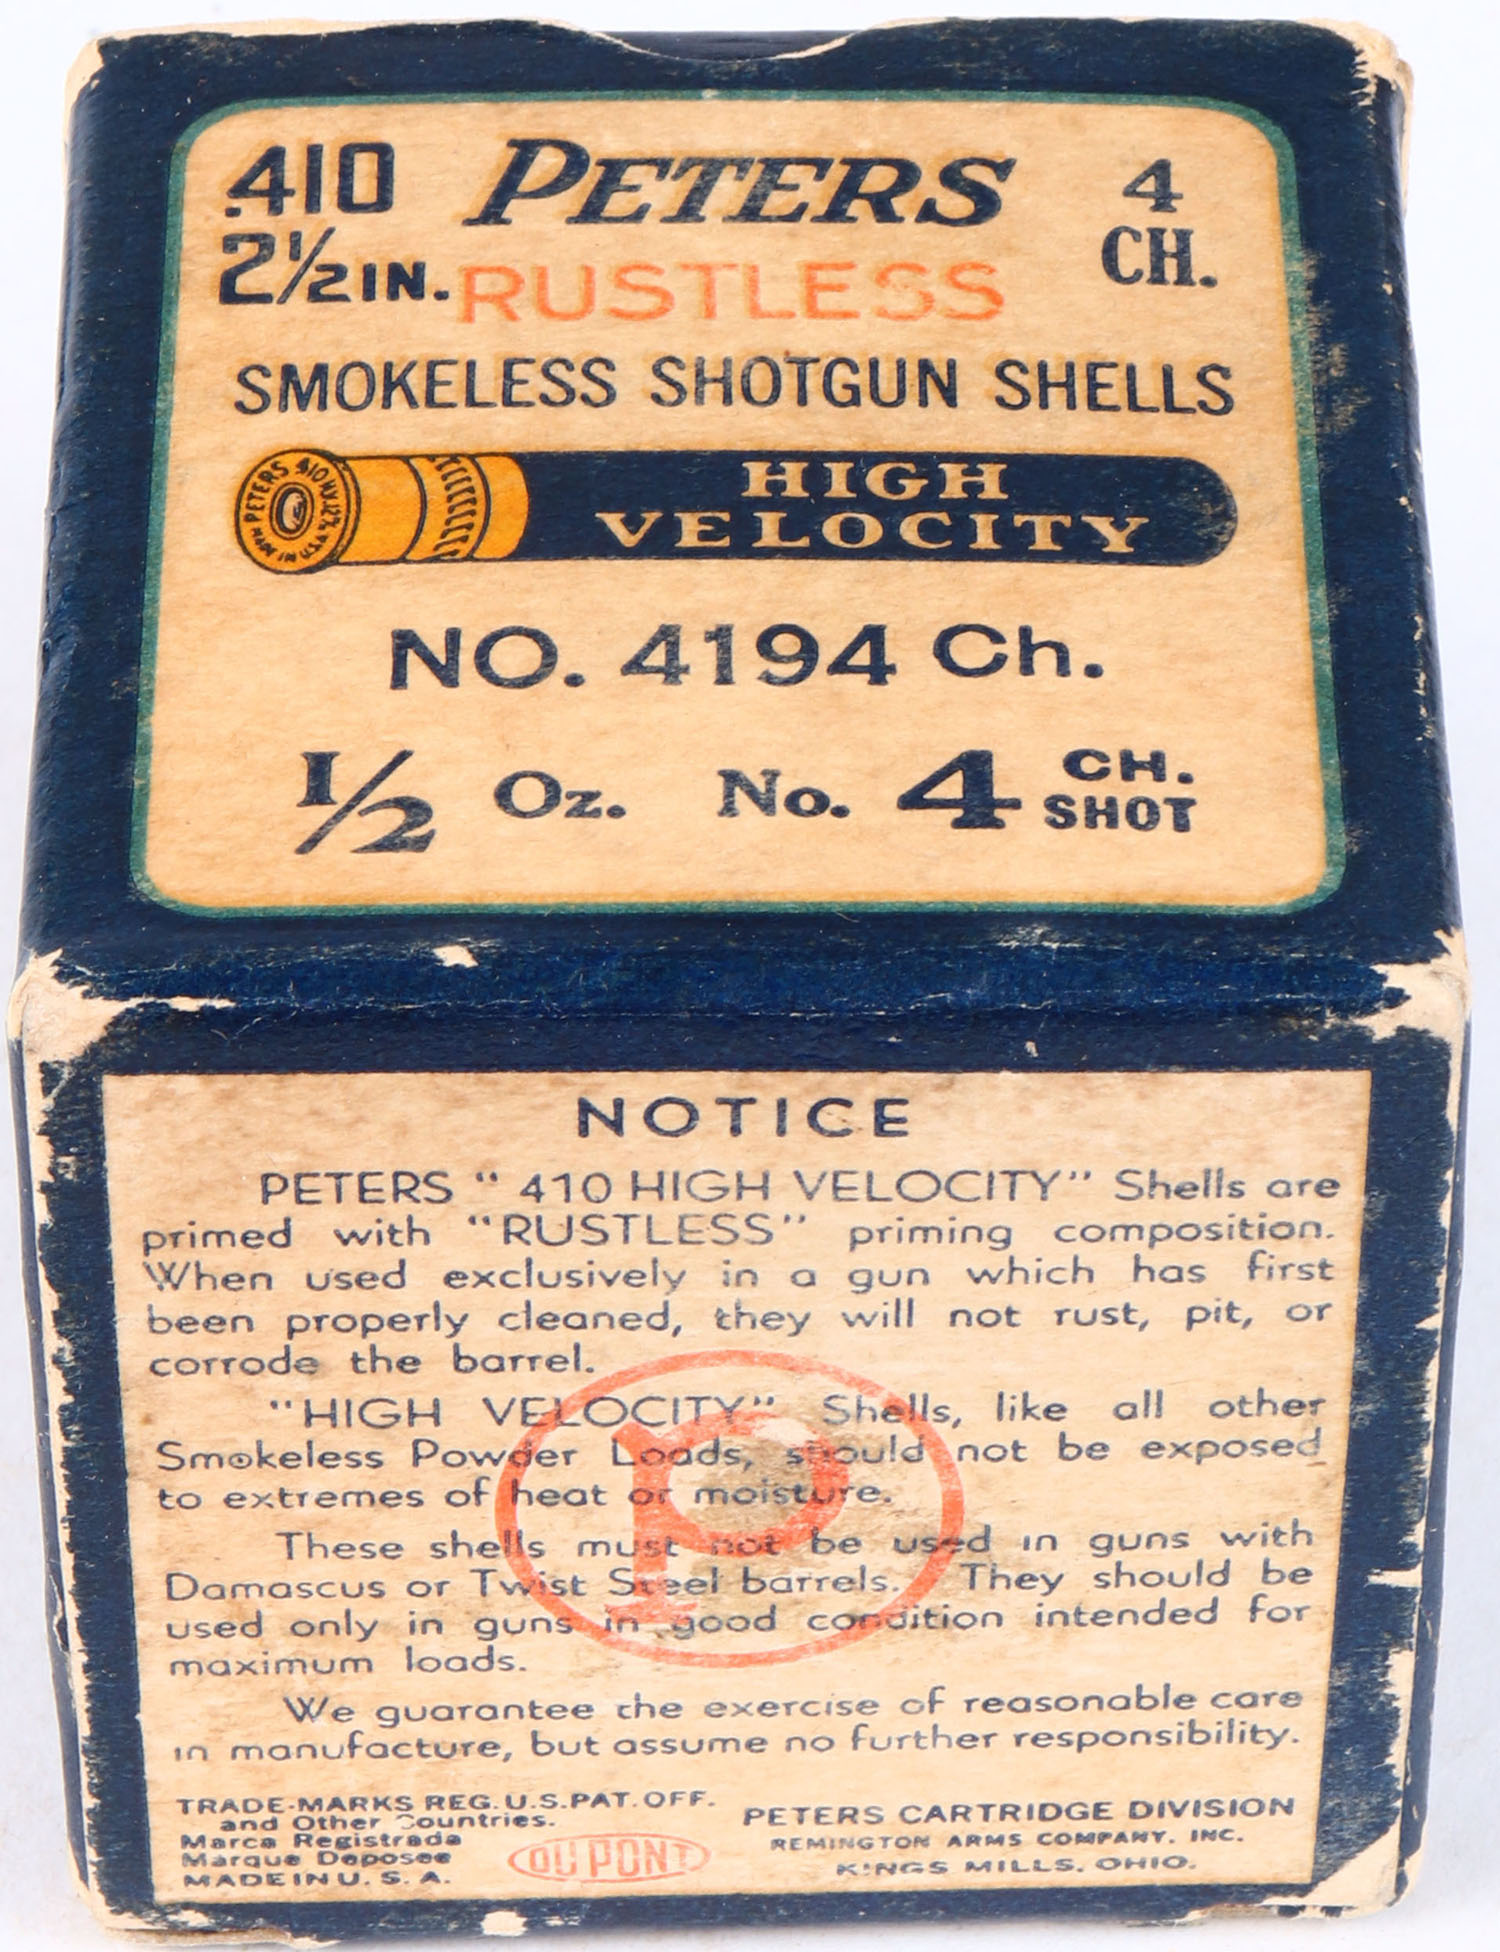 .410 PETERS 4
2½ IN. RUSTLESS CH.
SMOKELESS SHOTGUN SHELLS
PETERS 410 HV 12 MADE IN U.S.A.
HIGH
VELOCITY
NO. 4194 Ch.
½ Oz. No. 4 CH. SHOT
NOTICE
PETERS "410 HIGH VELOCITY" Shells are
primed with "RUSTLESS" priming composition.
When used exclusively in a gun which has first
been properly cleaned, they will not rust, pit, or
corrode the barrel.
"HIGH VELOCITY" Shells, like all other
Smokeless Powder Loads, should not be exposed
to extremes of heat or moisture.
These shells must not be used in guns with
Damascus or Twist Steel barrels. They should be
used only in guns in good condition intended for
maximum loads.
We guarantee the exercise of reasonable care
in manufacture, but assume no further responsibility.
P
TRADE-MARKS REG. U.S. PAT. OFF.
and Other Countries.
Marca Registrada
Marque Deposee
MADE IN U. S. A.
DU PONT
PETERS CARTRIDGE DIVISION
REMINGTON ARMS COMPANY, INC.
KINGS MILLS, OHIO.